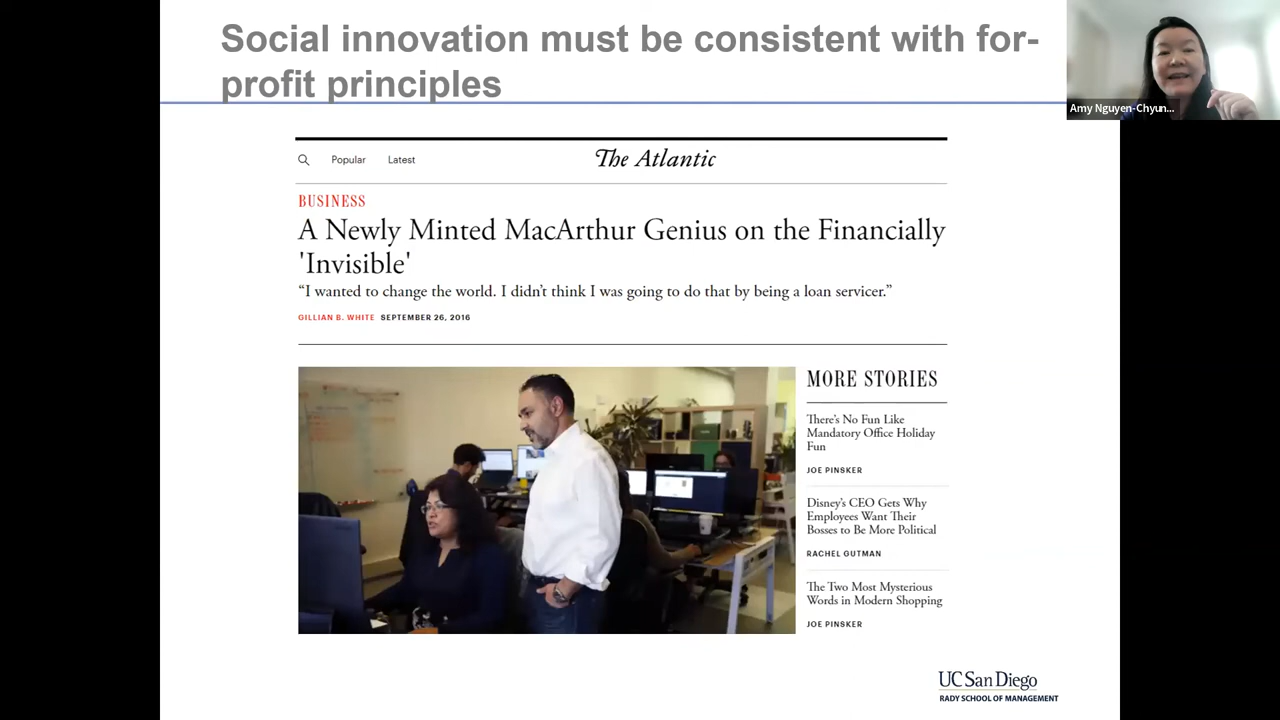 Social innovation must be consistent with for-
profit principles
Amy Nguyen-Chyun...
Popular Latest
The Atlantic
BUSINESS
A Newly Minted MacArthur Genius on the Financially
'Invisible'
“I wanted to change the world. I didn’t think I was going to do that by being a loan servicer.”
GILLIAN B. WHITE SEPTEMBER 26, 2016
MORE STORIES
There’s No Fun Like
Mandatory Office Holiday
Fun
JOE PINSKER
Disney’s CEO Gets Why
Employees Want Their
Bosses to Be More Political
RACHEL GUTMAN
The Two Most Mysterious
Words in Modern Shopping
JOE PINSKER
UC San Diego
RADY SCHOOL OF MANAGEMENT